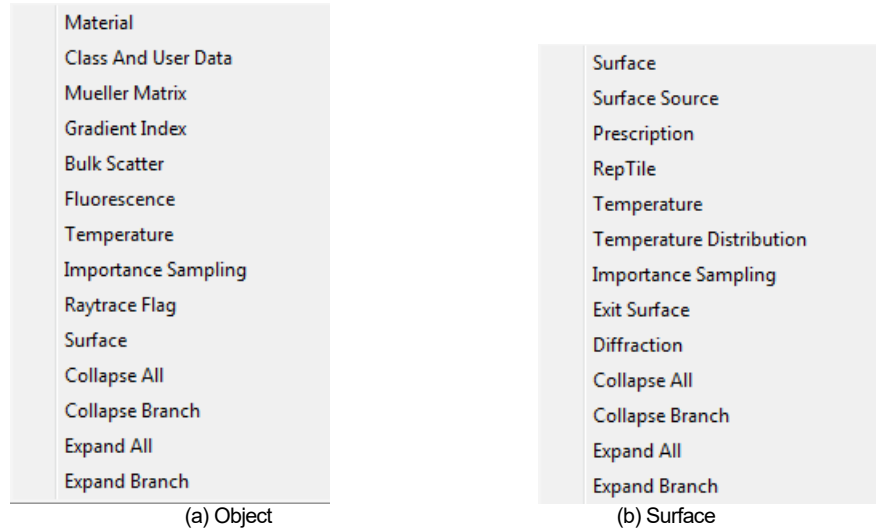 Material
Class And User Data
Mueller Matrix
Gradient Index
Bulk Scatter
Fluorescence
Temperature
Importance Sampling
Raytrace Flag
Surface
Collapse All
Collapse Branch
Expand All
Expand Branch
(a) Object
Surface
Surface Source
Prescription
RepTile
Temperature
Temperature Distribution
Importance Sampling
Exit Surface
Diffraction
Collapse All
Collapse Branch
Expand All
Expand Branch
(b) Surface